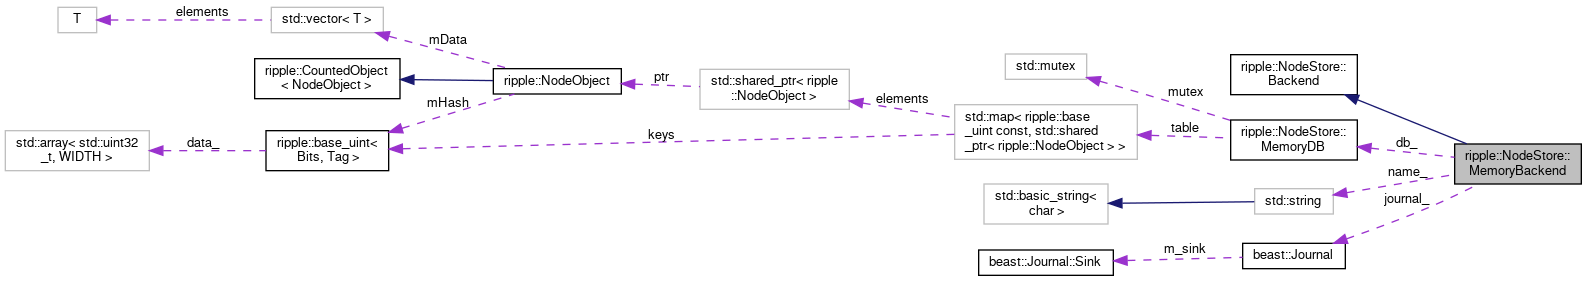 T
elements
std::vector< T >
mData
ripple::CountedObject
< NodeObject >
ripple::NodeObject
ptr
std::shared_ptr< ripple
::NodeObject >
std::mutex
mutex
ripple::NodeStore::
Backend
mHash
elements
std::map< ripple::base
_uint const, std::shared
_ptr< ripple::NodeObject > >
table
ripple::NodeStore::
MemoryDB
db_
ripple::NodeStore::
MemoryBackend
std::array< std::uint32
_t, WIDTH >
data_
ripple::base_uint<
Bits, Tag >
keys
name_
std::basic_string<
char >
std::string
journal_
beast::Journal::Sink
m_sink
beast::Journal